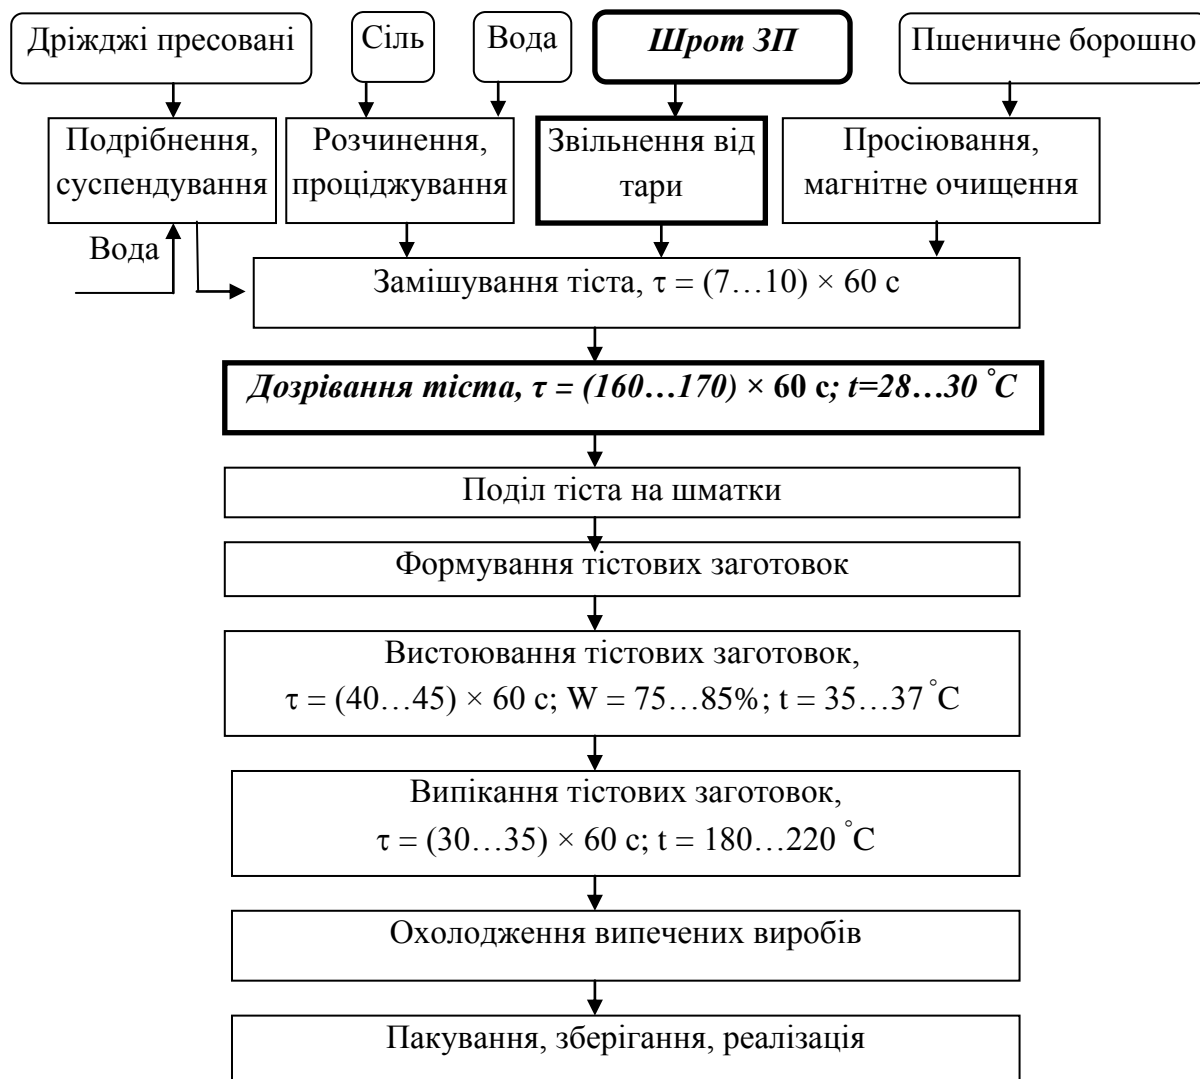 Дріжджі пресовані
Сіль
Вода
Шрот ЗП
Пшеничне борошно
Подрібнення,
суспендування
Розчинення,
проціджування
Звільнення від
тари
Просіювання,
магнітне очищення
Вода
Замішування тіста, τ = (7…10) × 60 с
Дозрівання тіста, τ = (160…170) × 60 с; t=28…30 °С
Поділ тіста на шматки
Формування тістових заготовок
Вистоювання тістових заготовок,
τ = (40…45) × 60 с; W = 75…85%; t = 35…37 °С
Випікання тістових заготовок,
τ = (30…35) × 60 с; t = 180…220 °С
Охолодження випечених виробів
Пакування, зберігання, реалізація